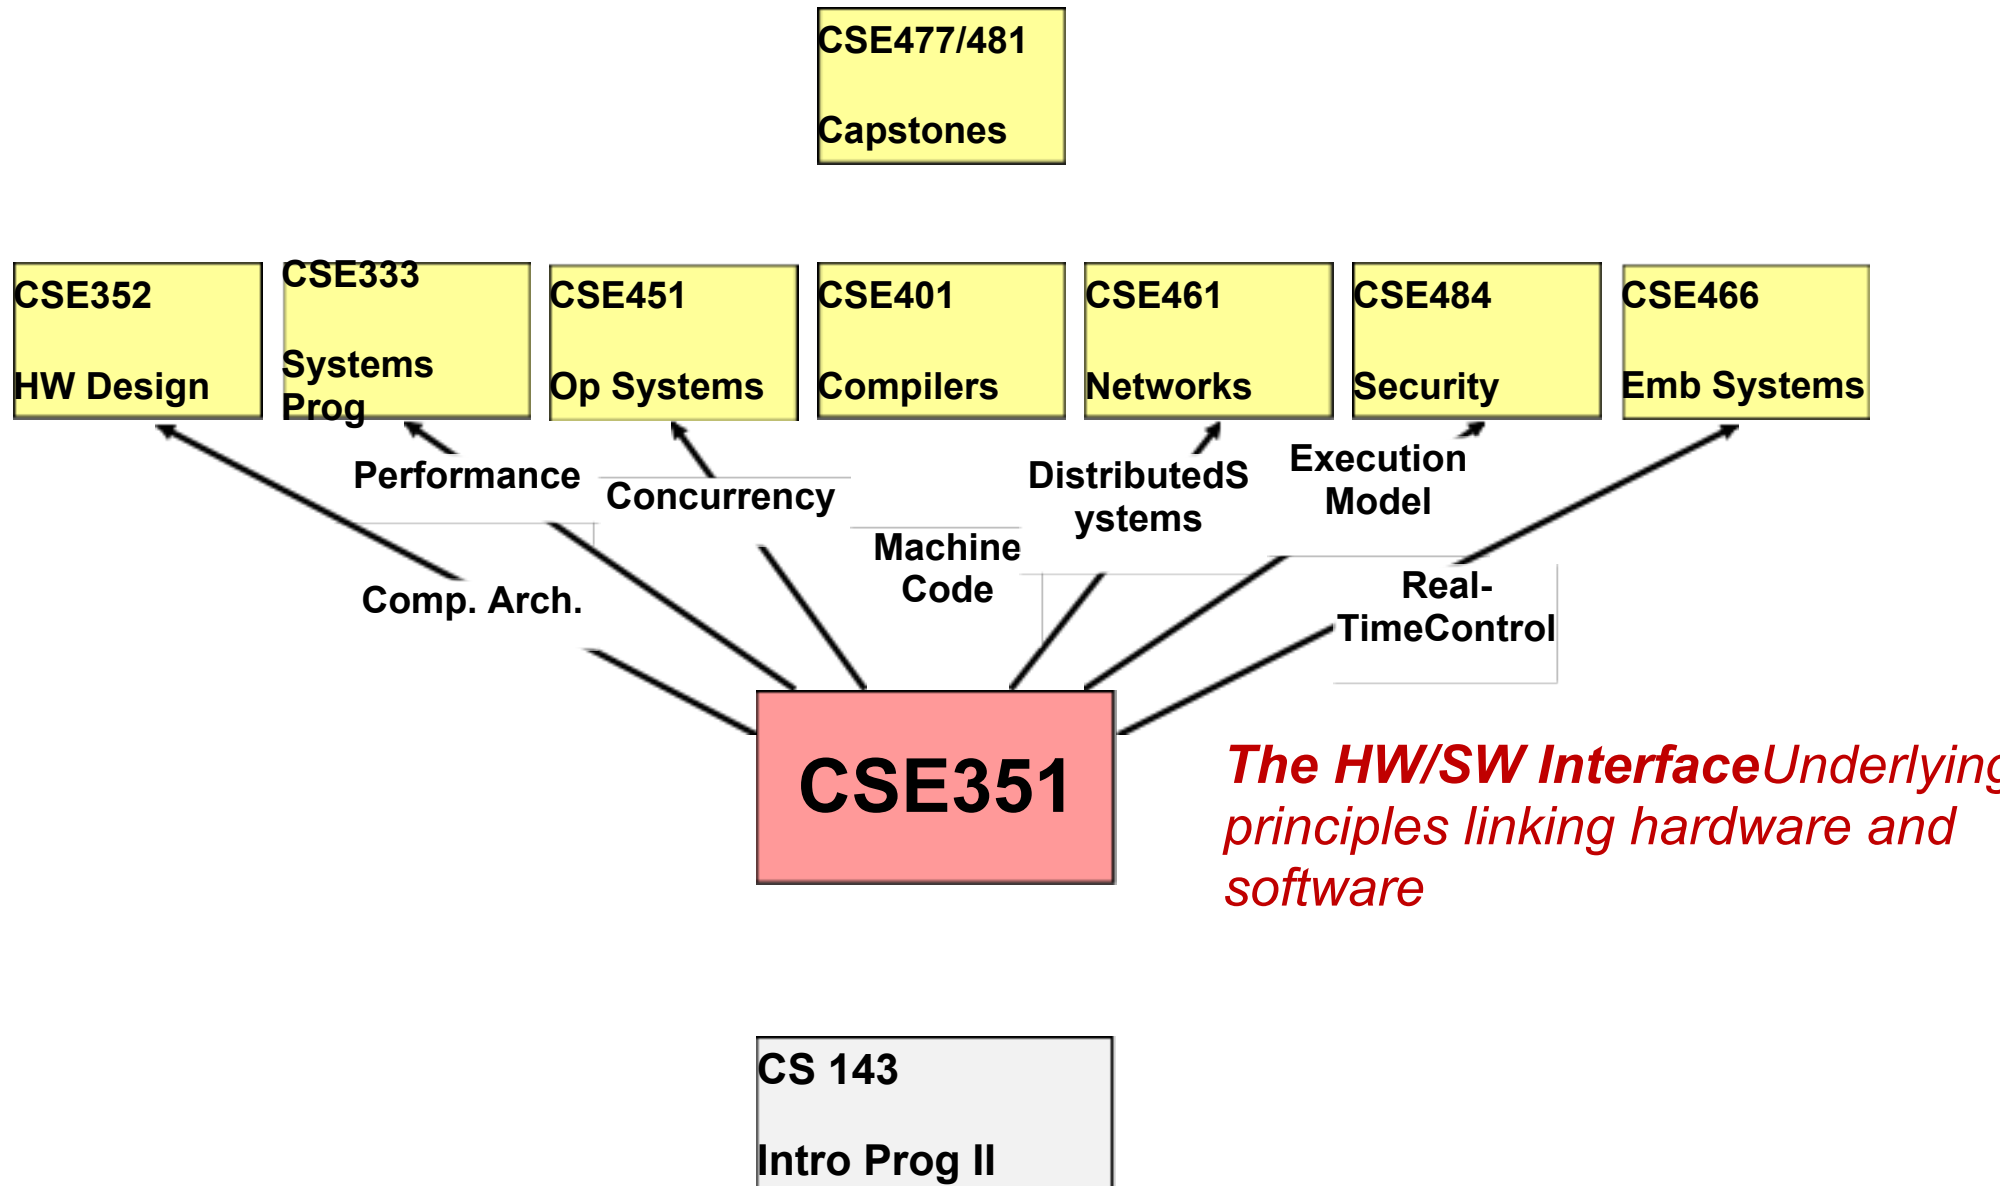 CSE477/481
Capstones
CSE352
HW Design
CSE333
Systems
Prog
CSE451
Op Systems
CSE401
Compilers
CSE461
Networks
CSE484
Security
CSE466
Emb Systems
Performance
Concurrency
DistributedS
ystems
Execution
Model
Machine
Code
Comp. Arch.
Real-
TimeControl
CSE351
The HW/SW InterfaceUnderlying
principles linking hardware and
software
CS 143
Intro Prog II